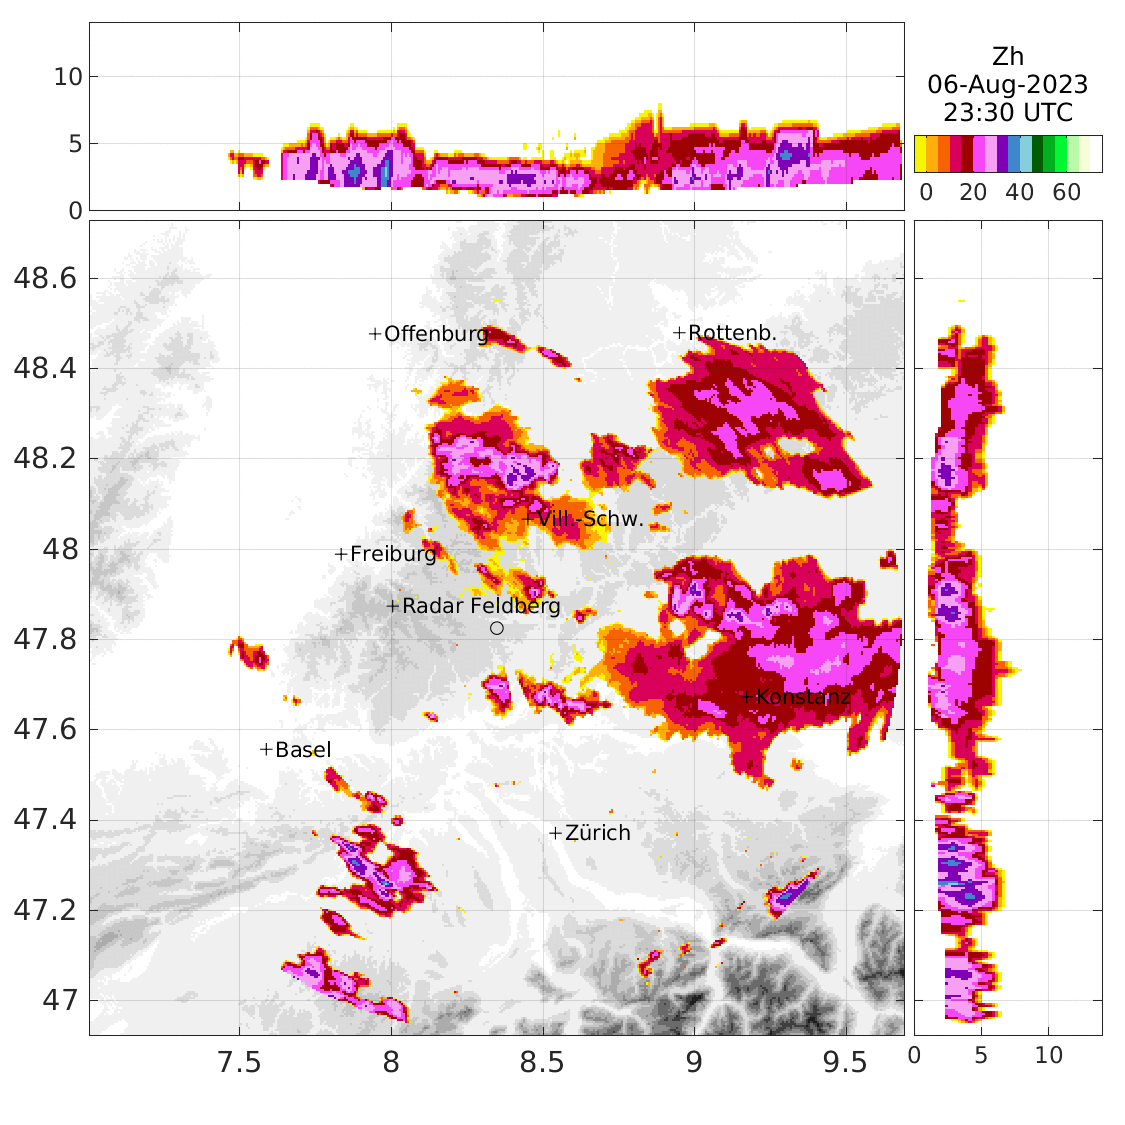 Zh
06-Aug-2023
23:30 UTC
0 20 40 60
10
5
0
48.6
48.4
48.2
48
47.8
47.6
47.4
47.2
47
Offenburg
Rottenb.
Vill.-Schw.
Freiburg
Radar Feldberg
Konstanz
Basel
Zürich
7.5 8 8.5 9 9.5
0 5 10